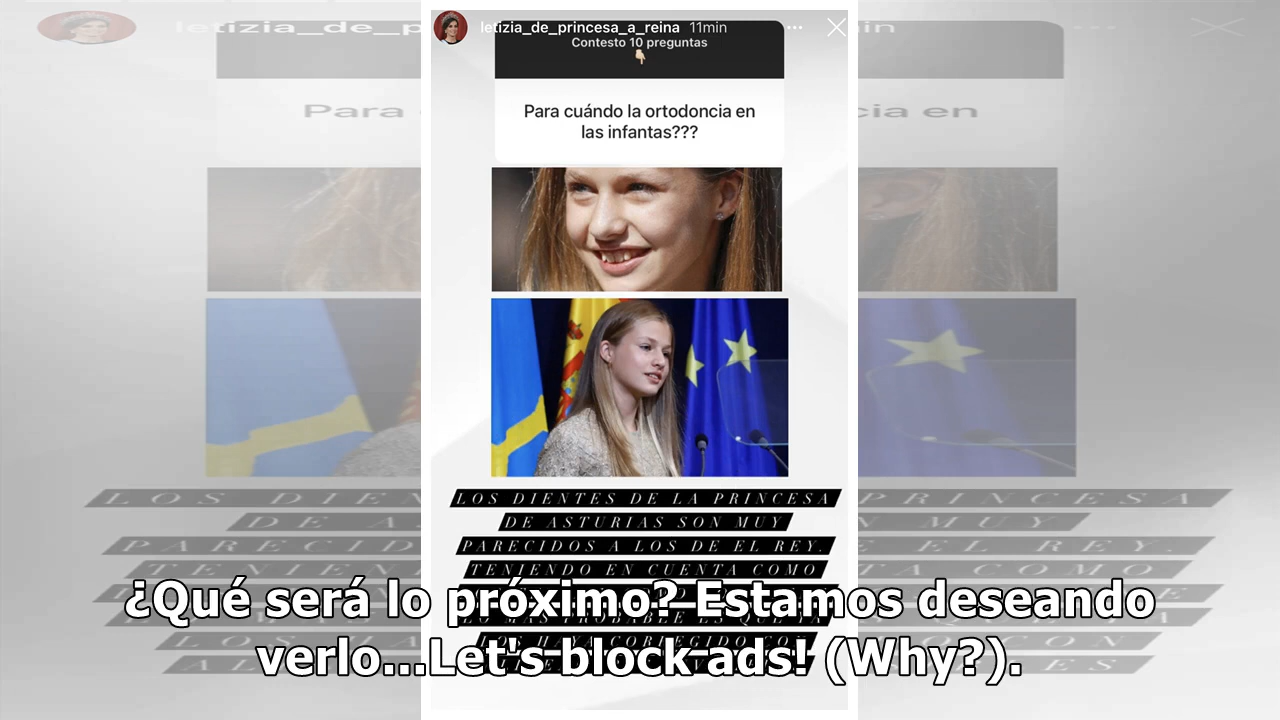 letizia_de_princesa_a_reina 11min
Contesto 10 preguntas
Para cuándo la ortodoncia en
las infantas???
LOS DIENTES DE LA PRINCESA
DE ASTURIAS SON MUY
PARECIDOS A LOS DE EL REY.
TENIENDO EN CUENTA COMO
¿Qué será lo próximo? Estamos deseando
verlo...Let's block ads! (Why?).